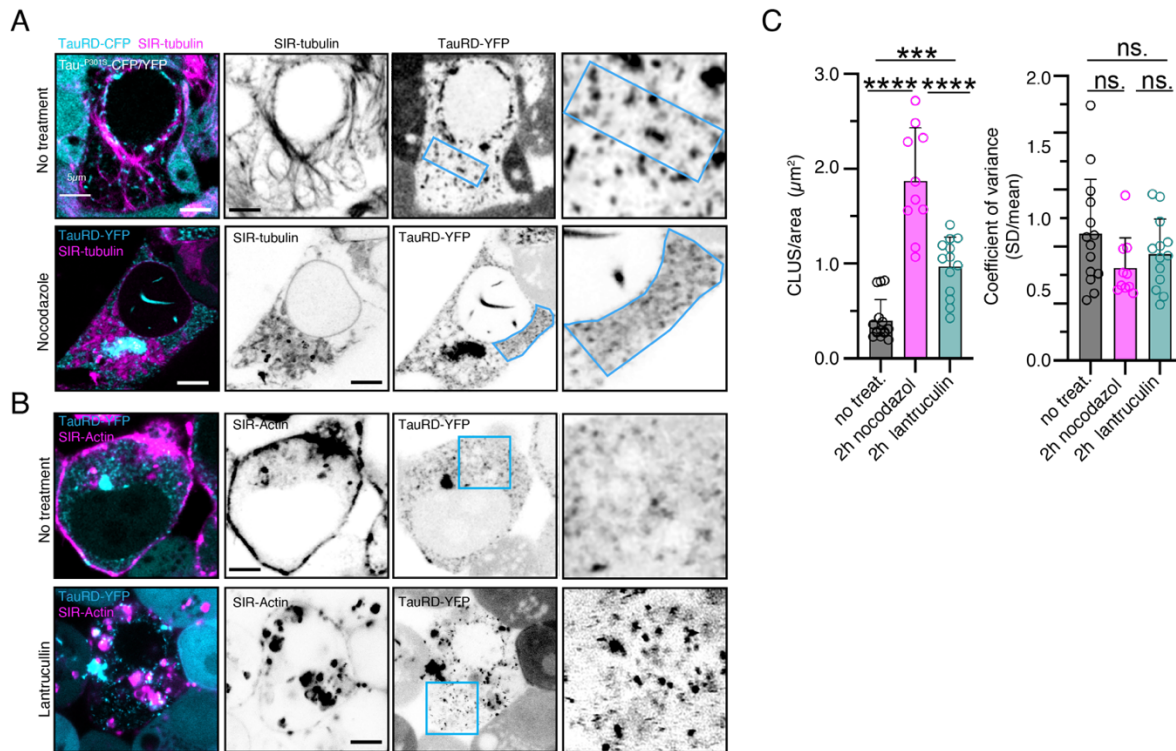 A
TauRD-CFP SIR-tubulin
SIR-tubulin
TauRD-YFP
No treatment
Tau-P301S-CFP/YFP
5µm
Nocodazole
TauRD-YFP
SIR-tubulin
SIR-tubulin
TauRD-YFP
B
No treatment
TauRD-YFP
SIR-Actin
SIR-Actin
TauRD-YFP
Lantrucullin
TauRD-YFP
SIR-Actin
SIR-Actin
TauRD-YFP
C
CLUS/area (µm²)
3.0
2.0
1.0
0.0
***
**** ****
no treat.
2h nocodazol
2h lantruculin
Coefficient of variance
(SD/mean)
2.0
1.5
1.0
0.5
0.0
ns.
ns. ns.
no treat.
2h nocodazol
2h lantruculin